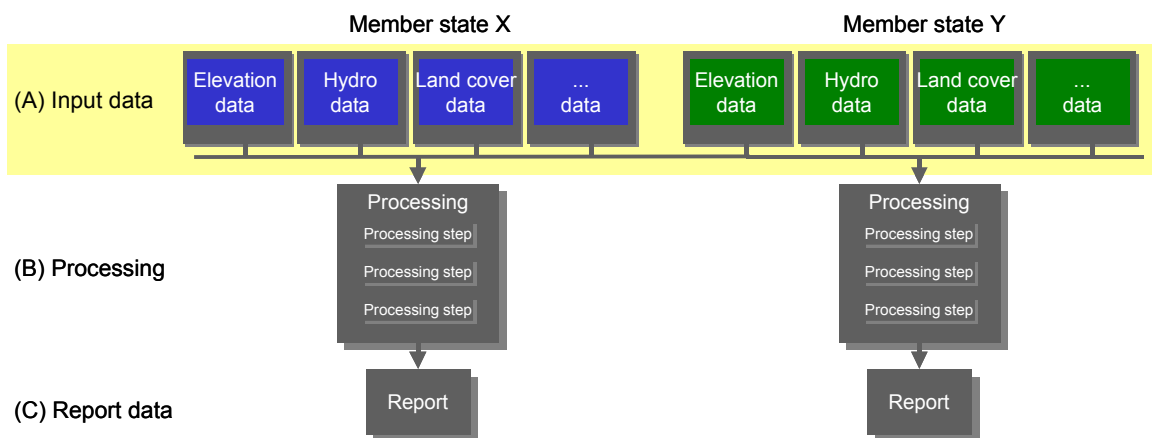 Member state X
Member state Y
(A) Input data
Elevation
data
Hydro
data
Land cover
data
...
data
Elevation
data
Hydro
data
Land cover
data
...
data
(B) Processing
Processing
Processing step
Processing step
Processing step
Processing
Processing step
Processing step
Processing step
(C) Report data
Report
Report